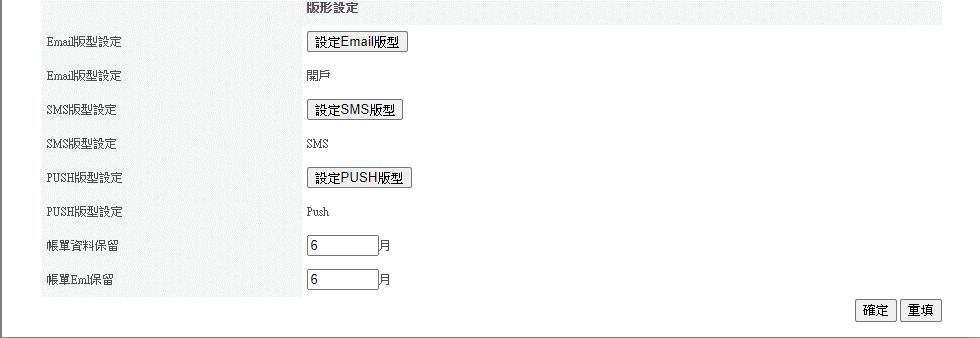 版形設定
Email版型設定 設定Email版型
Email版型設定 開戶
SMS版型設定 設定SMS版型
SMS版型設定 SMS
PUSH版型設定 設定PUSH版型
PUSH版型設定 Push
帳單資料保留 6 月
帳單Eml保留 6 月
確定 重填